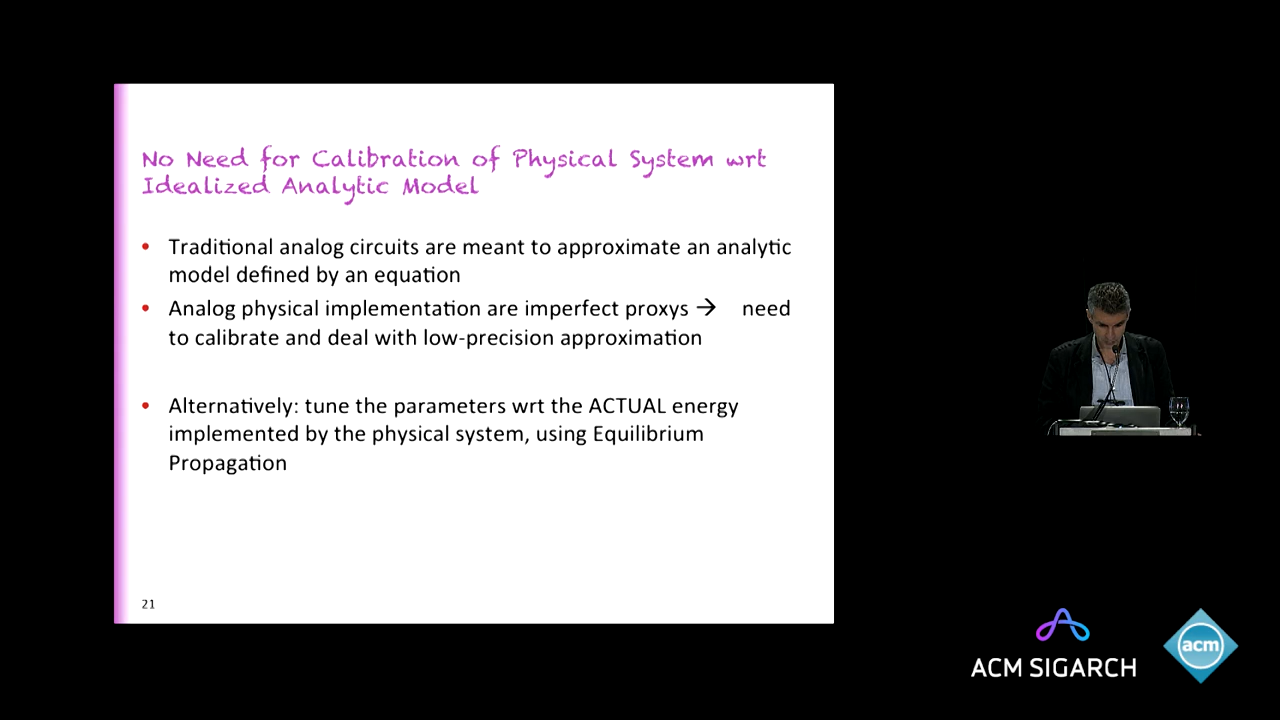 No Need for Calibration of Physical System wrt
Idealized Analytic Model
• Traditional analog circuits are meant to approximate an analytic
model defined by an equation
• Analog physical implementation are imperfect proxys → need
to calibrate and deal with low-precision approximation
• Alternatively: tune the parameters wrt the ACTUAL energy
implemented by the physical system, using Equilibrium
Propagation
21
ACM SIGARCH
acm